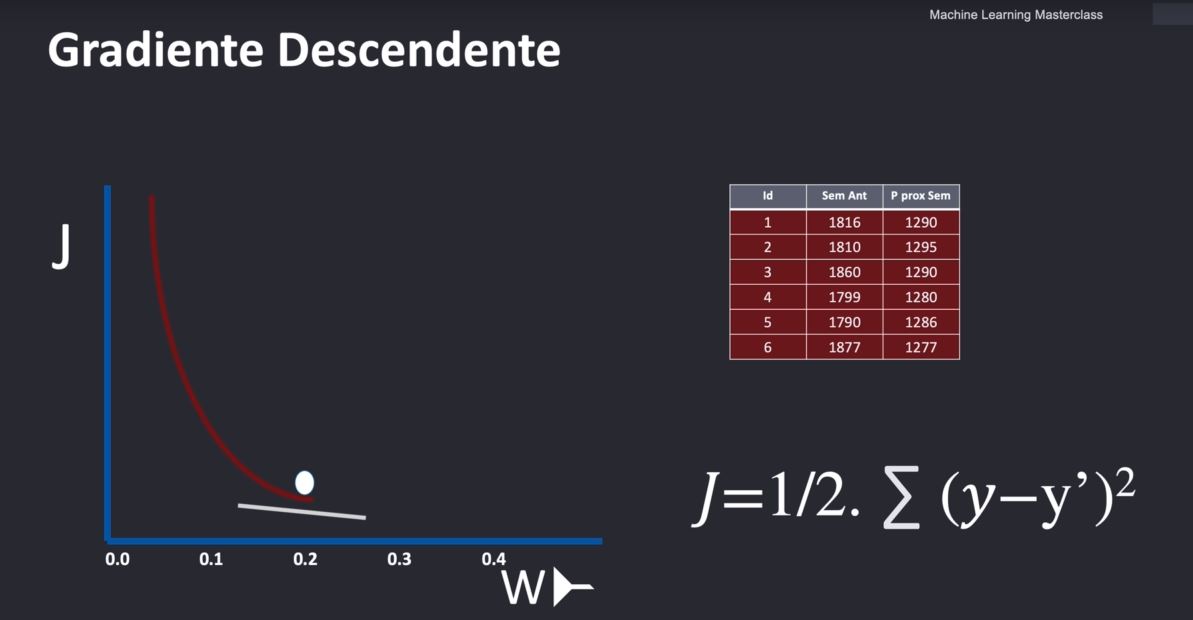 Machine Learning Masterclass
Gradiente Descendente
J
Id Sem Ant P prox Sem
1 1816 1290
2 1810 1295
3 1860 1290
4 1799 1280
5 1790 1286
6 1877 1277
J=1/2. ∑ (y–y’)²
0.0 0.1 0.2 0.3 0.4
W